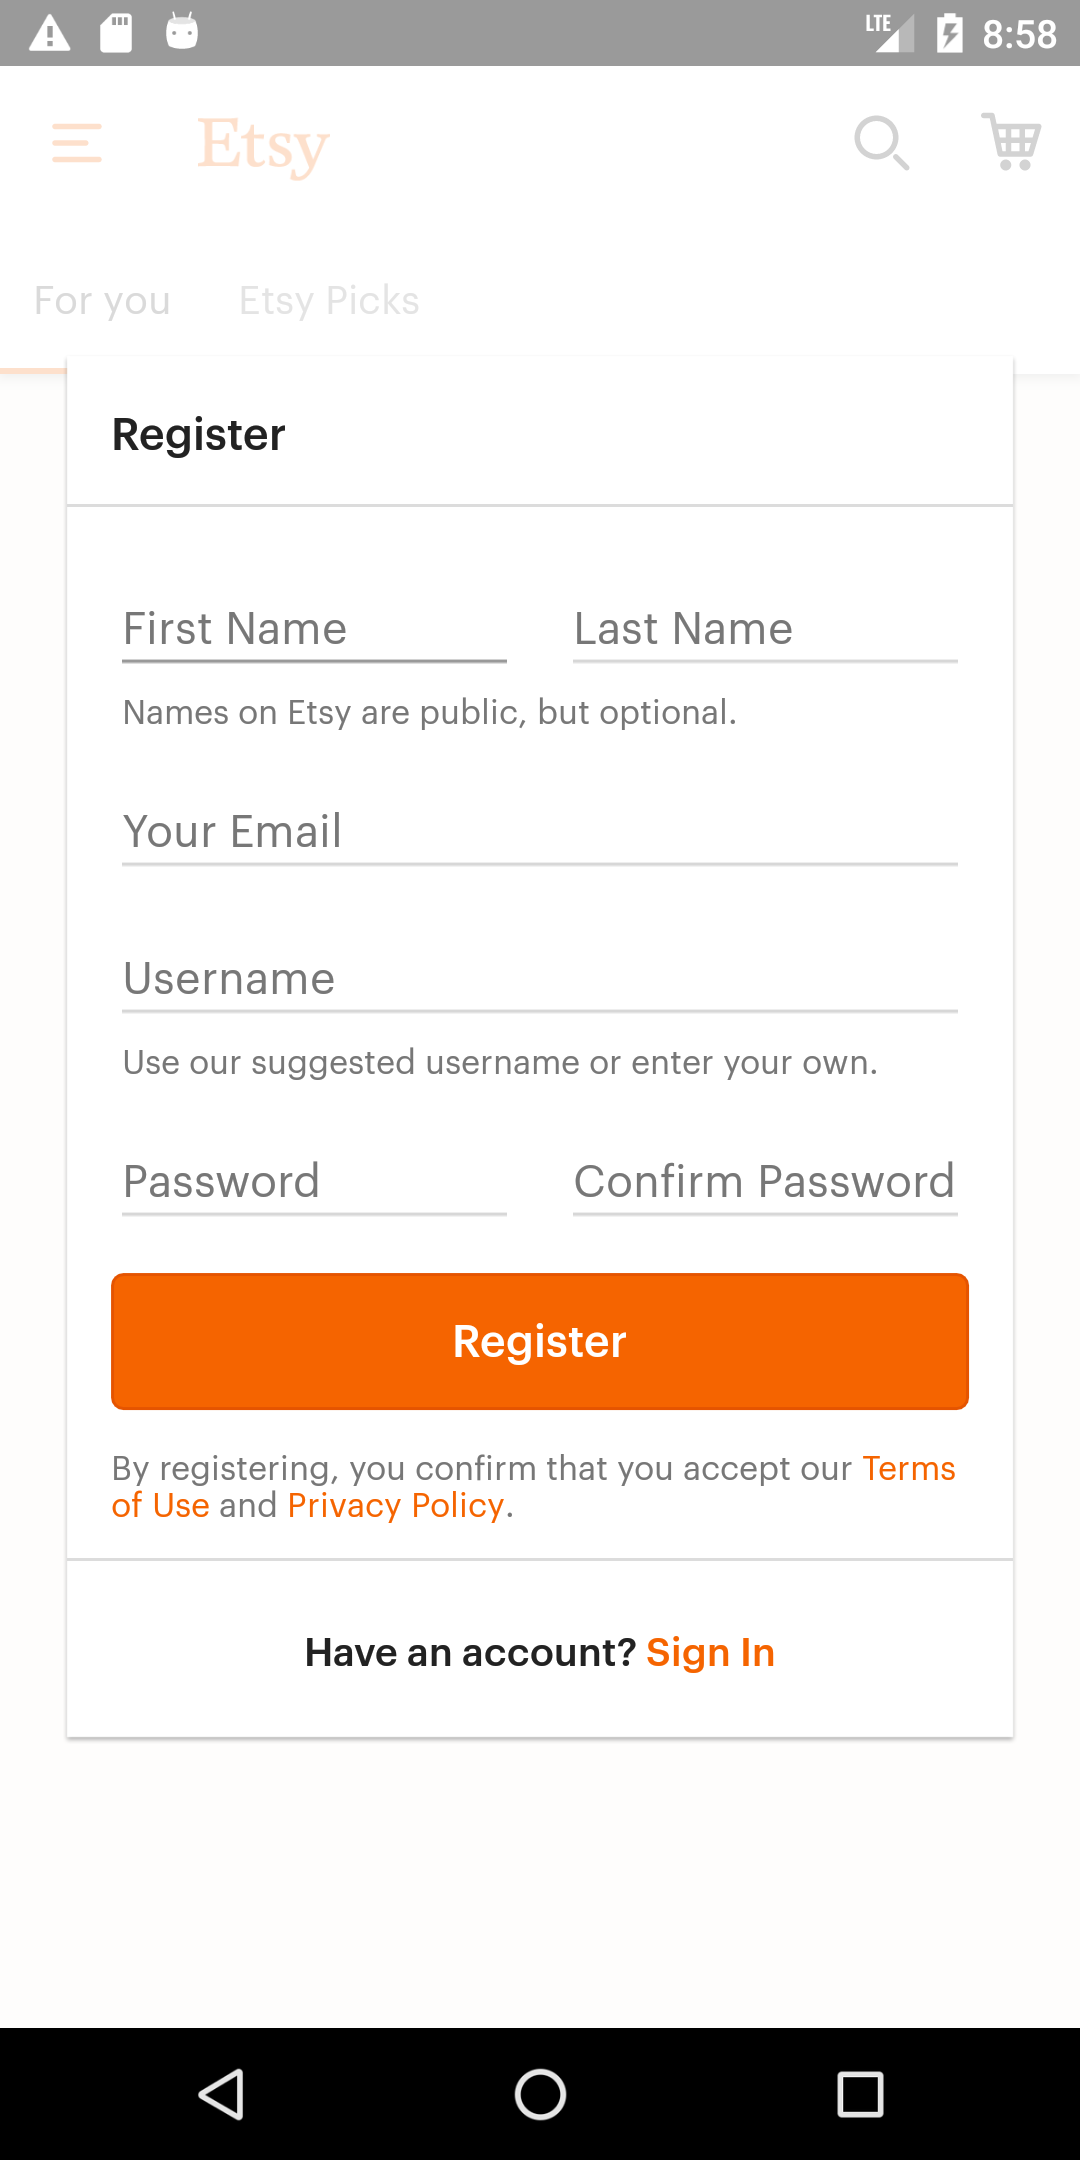 LTE 8:58
Etsy
For you Etsy Picks
Register
First Name Last Name
Names on Etsy are public, but optional.
Your Email
Username
Use our suggested username or enter your own.
Password Confirm Password
Register
By registering, you confirm that you accept our Terms
of Use and Privacy Policy.
Have an account? Sign In